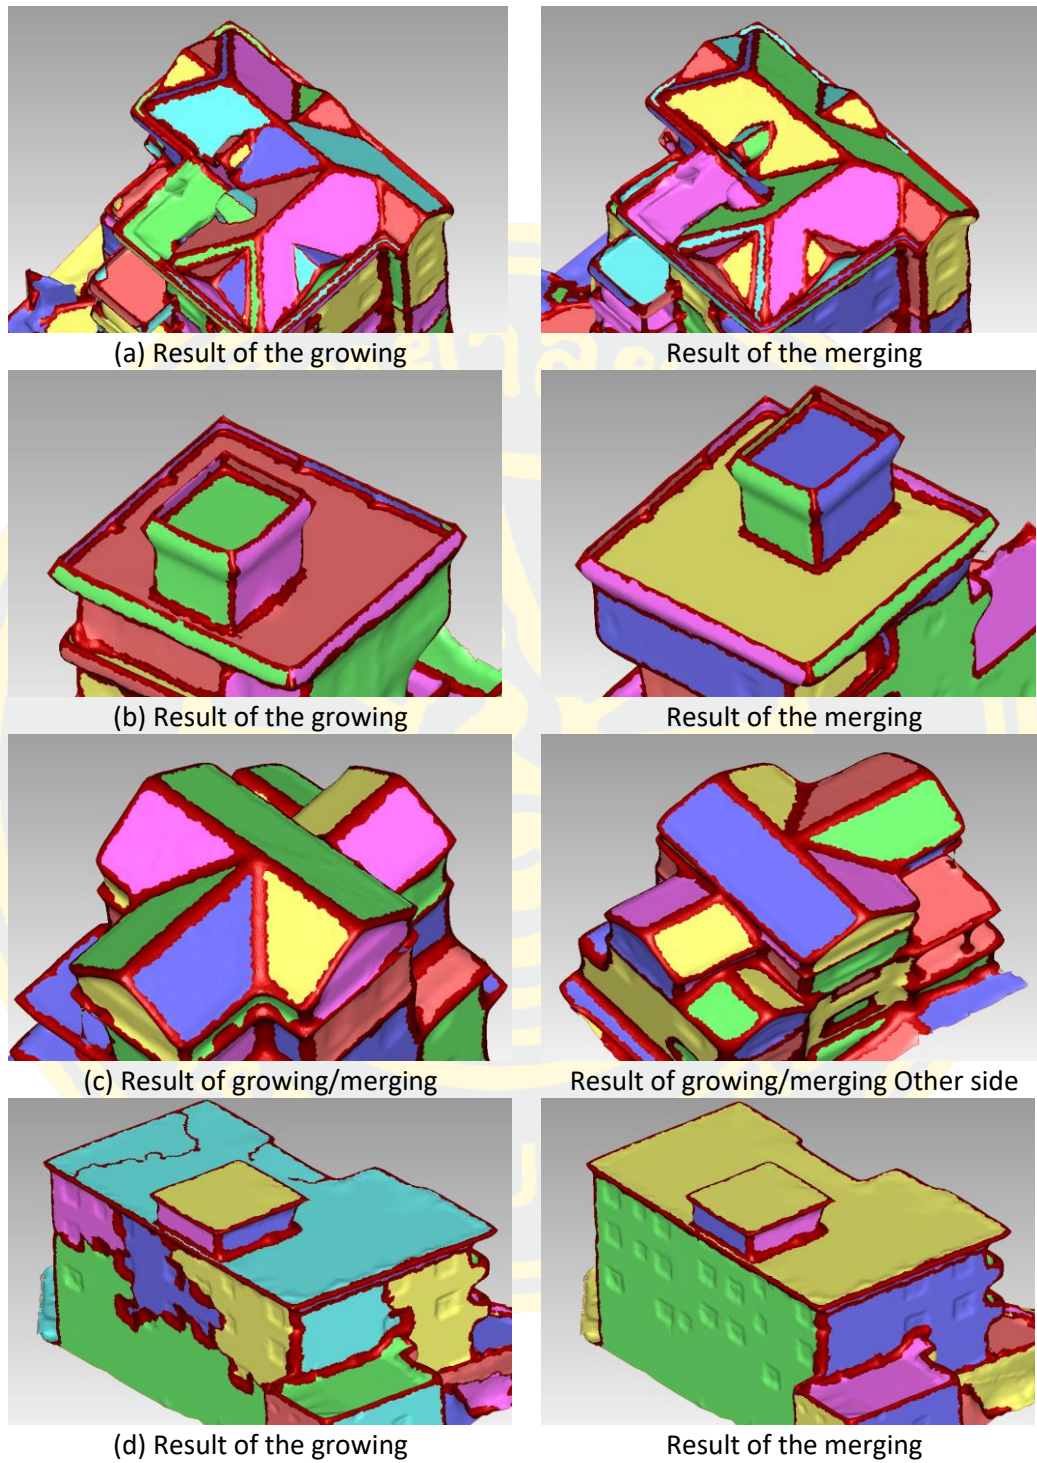 (a) Result of the growing
Result of the merging
(b) Result of the growing
Result of the merging
(c) Result of growing/merging
Result of growing/merging Other side
(d) Result of the growing
Result of the merging